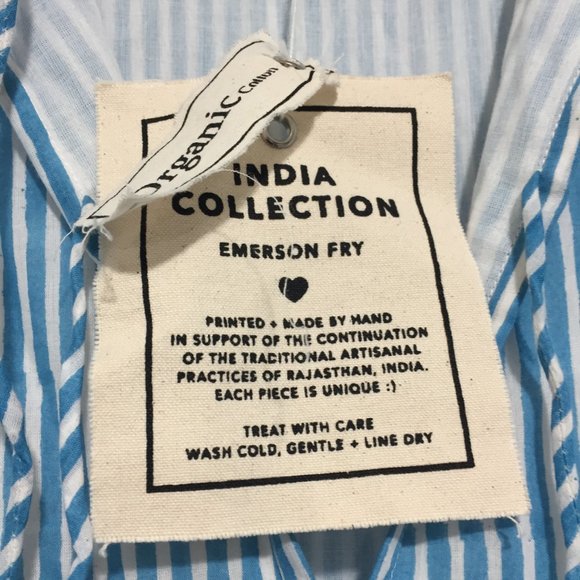 Organic Cotton
INDIA
COLLECTION
EMERSON FRY
PRINTED + MADE BY HAND
IN SUPPORT OF THE CONTINUATION
OF THE TRADITIONAL ARTISANAL
PRACTICES OF RAJASTHAN, INDIA.
EACH PIECE IS UNIQUE :)
TREAT WITH CARE
WASH COLD, GENTLE + LINE DRY